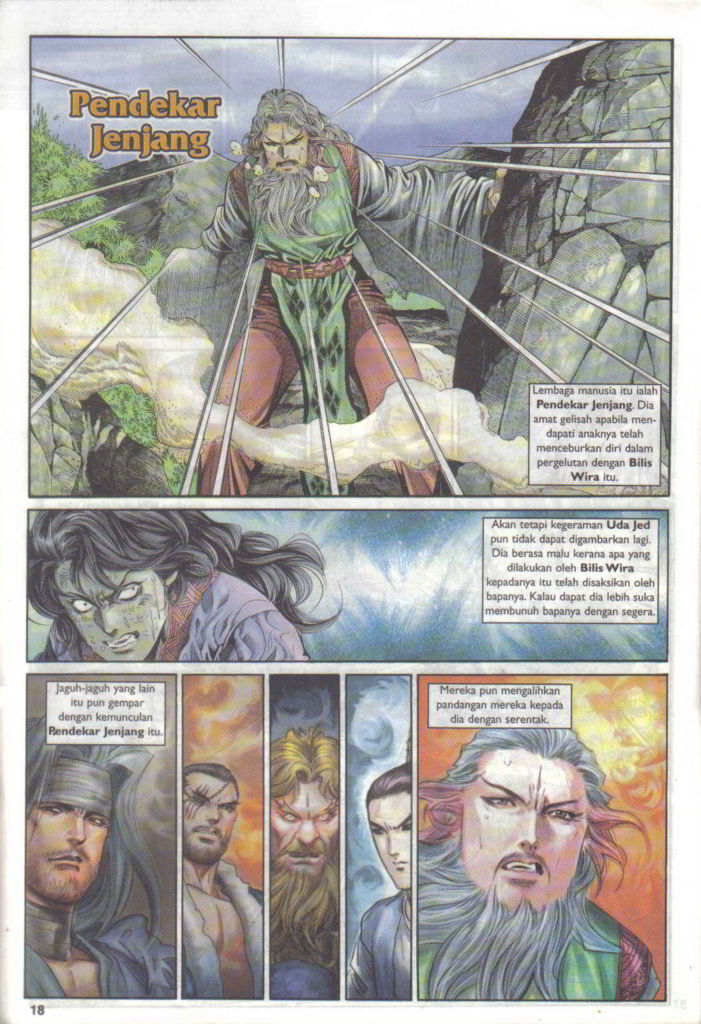 Pendekar
Jenjang
Lembaga manusia itu ialah
Pendekar Jenjang. Dia
amat gelisah apabila men-
dapati anaknya telah
menceburkan diri dalam
pergelutan dengan Bilis
Wira itu.
Akan tetapi kegeraman Uda Jed
pun tidak dapat digambarkan lagi.
Dia berasa malu kerana apa yang
dilakukan oleh Bilis Wira
kepadanya itu telah disaksikan oleh
bapanya. Kalau dapat dia lebih suka
membunuh bapanya dengan segera.
Jaguh-jaguh yang lain
itu pun gempar
dengan kemunculan
Pendekar Jenjang itu.
Mereka pun mengalihkan
pandangan mereka kepada
dia dengan serentak.
18